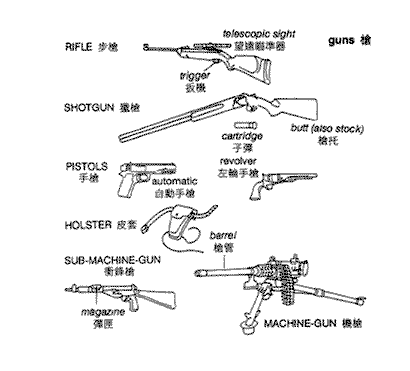 guns 槍
telescopic sight
望遠瞄準器
RIFLE 步槍
trigger
扳機
SHOTGUN 獵槍
cartridge
子彈
butt (also stock)
槍托
PISTOLS
手槍
automatic
自動手槍
revolver
左輪手槍
HOLSTER 皮套
barrel
槍管
SUB-MACHINE-GUN
衝鋒槍
magazine
彈匣
MACHINE-GUN 機槍